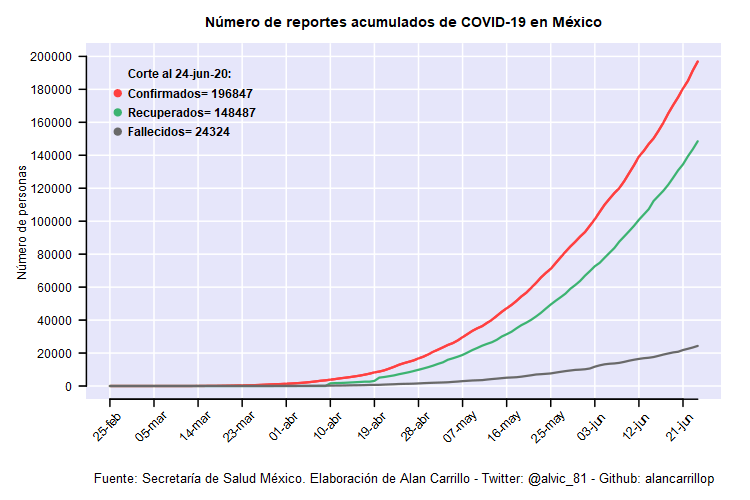 Número de reportes acumulados de COVID-19 en México
Corte al 24-jun-20:
Confirmados= 196847
Recuperados= 148487
Fallecidos= 24324
Número de personas
200000
180000
160000
140000
120000
100000
80000
60000
40000
20000
0
25-feb
05-mar
14-mar
23-mar
01-abr
10-abr
19-abr
28-abr
07-may
16-may
25-may
03-jun
12-jun
21-jun
Fuente: Secretaría de Salud México. Elaboración de Alan Carrillo - Twitter: @alvic_81 - Github: alancarrillop